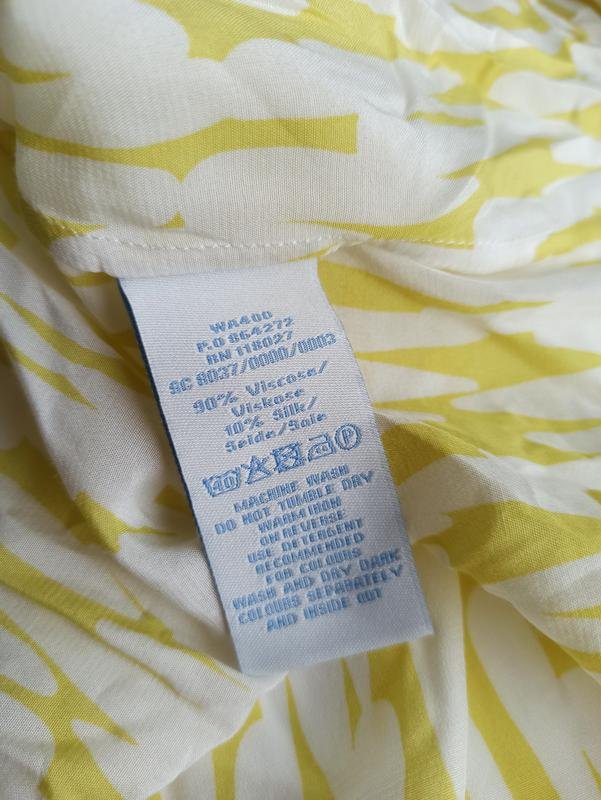 WA400
P.O 864272
RN 118027
SC 8037/0000/0003
90% Viscose/
Viskose
10% Silk/
Seide/Soie
40 P
MACHINE WASH
DO NOT TUMBLE DRY
WARM IRON
ON REVERSE
USE DETERGENT
RECOMMENDED
FOR COLOURS
WASH AND DRY DARK
COLOURS SEPARATELY
AND INSIDE OUT